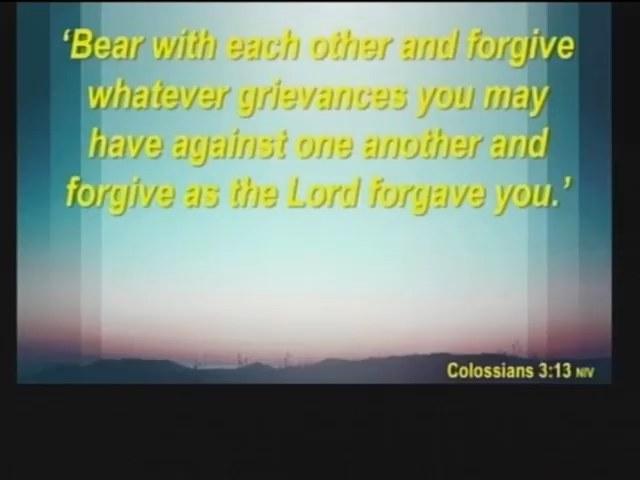 ‘Bear with each other and forgive
whatever grievances you may
have against one another and
forgive as the Lord forgave you.’
Colossians 3:13 NIV